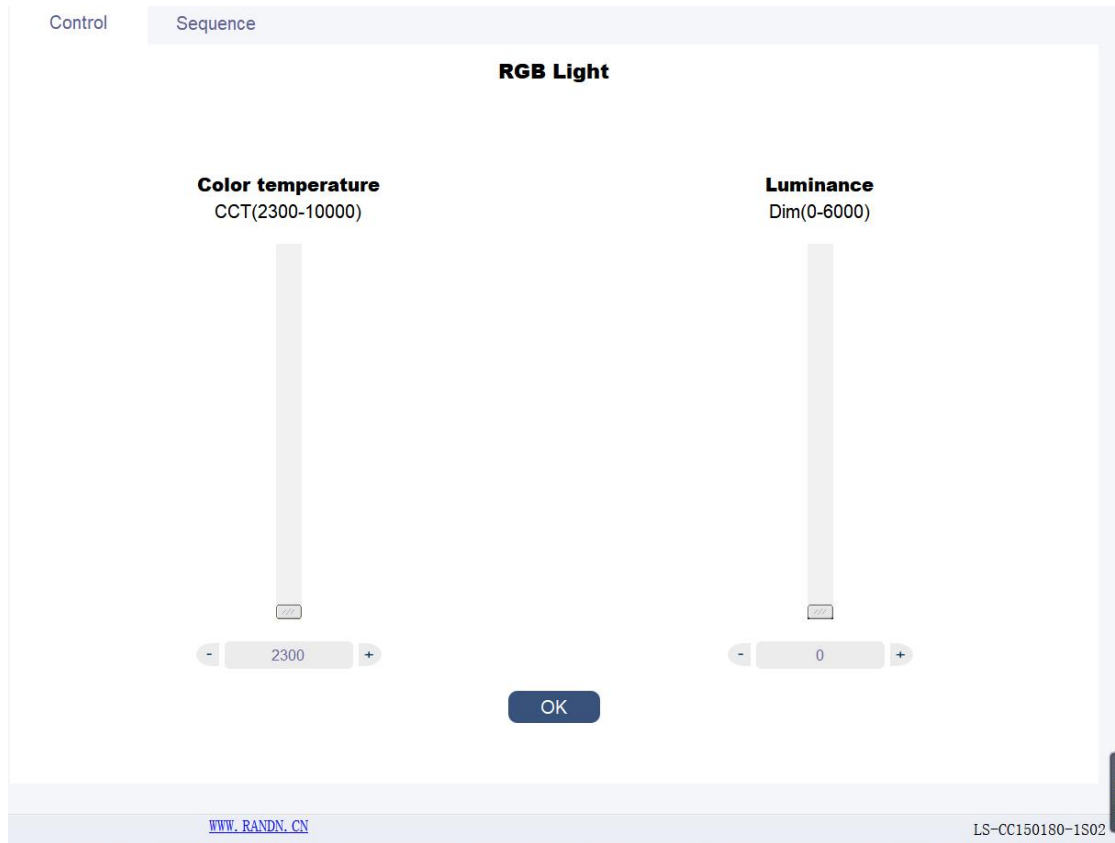 Control Sequence
RGB Light
Color temperature
CCT(2300-10000)
Luminance
Dim(0-6000)
- 2300 +
- 0 +
OK
WWW. RANDN. CN
LS-CC150180-1S02